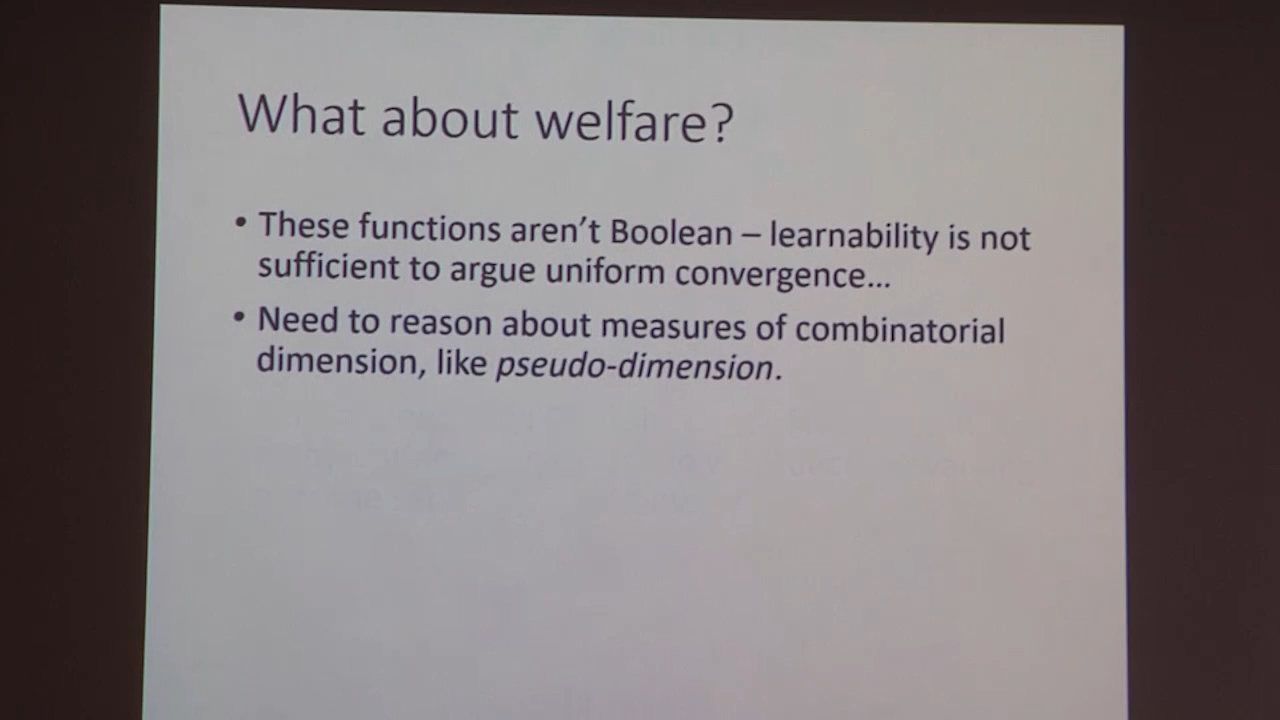 What about welfare?
• These functions aren’t Boolean – learnability is not
sufficient to argue uniform convergence...
• Need to reason about measures of combinatorial
dimension, like pseudo-dimension.